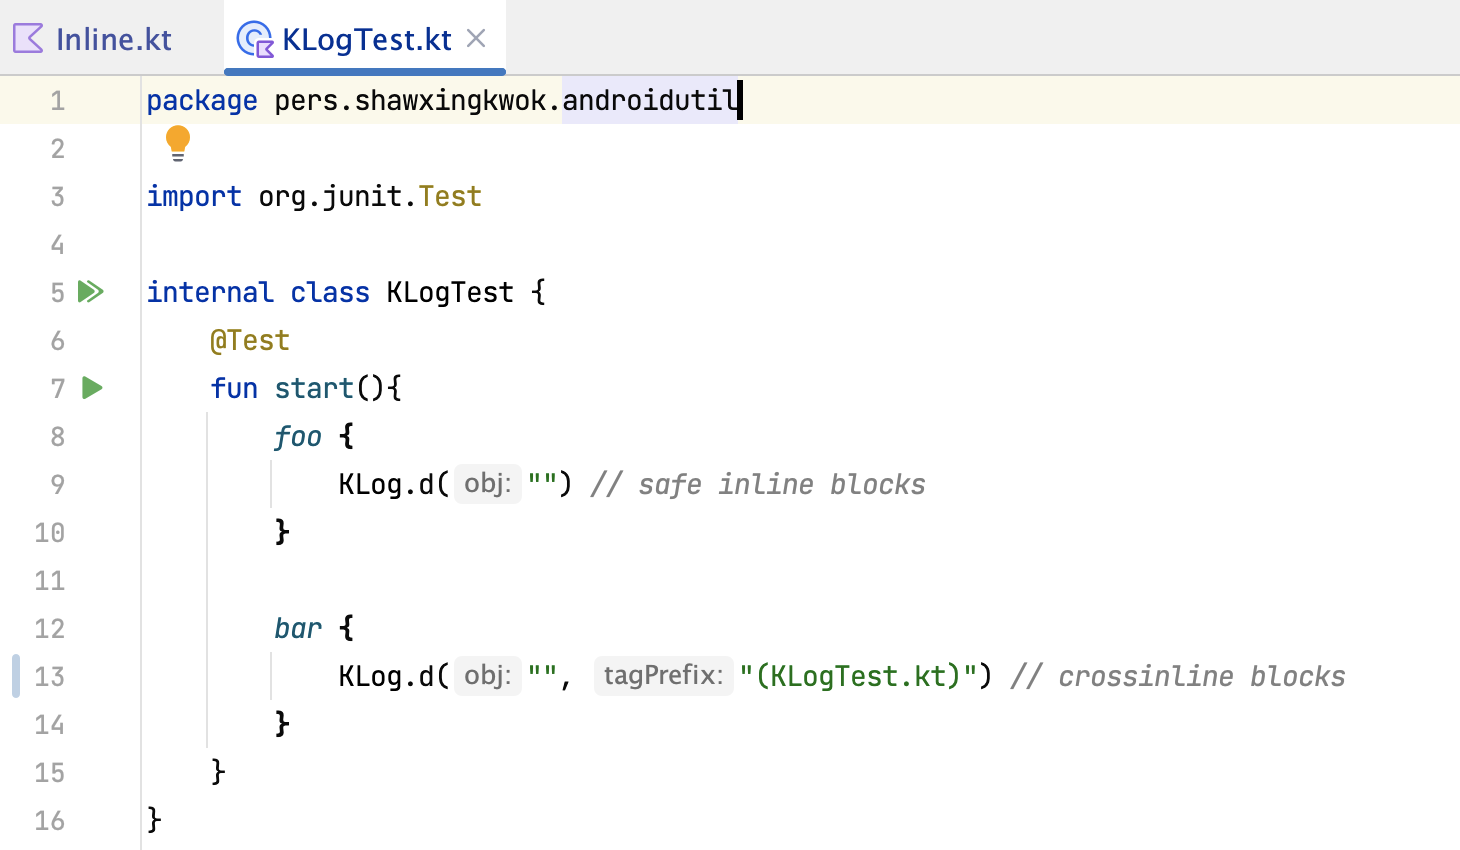 Inline.kt KLogTest.kt
1 package pers.shawxingkwok.androidutil
2
3 import org.junit.Test
4
5 internal class KLogTest {
6 @Test
7 fun start(){
8 foo {
9 KLog.d( obj: "") // safe inline blocks
10 }
11
12 bar {
13 KLog.d( obj: "", tagPrefix: "(KLogTest.kt)") // crossinline blocks
14 }
15 }
16 }